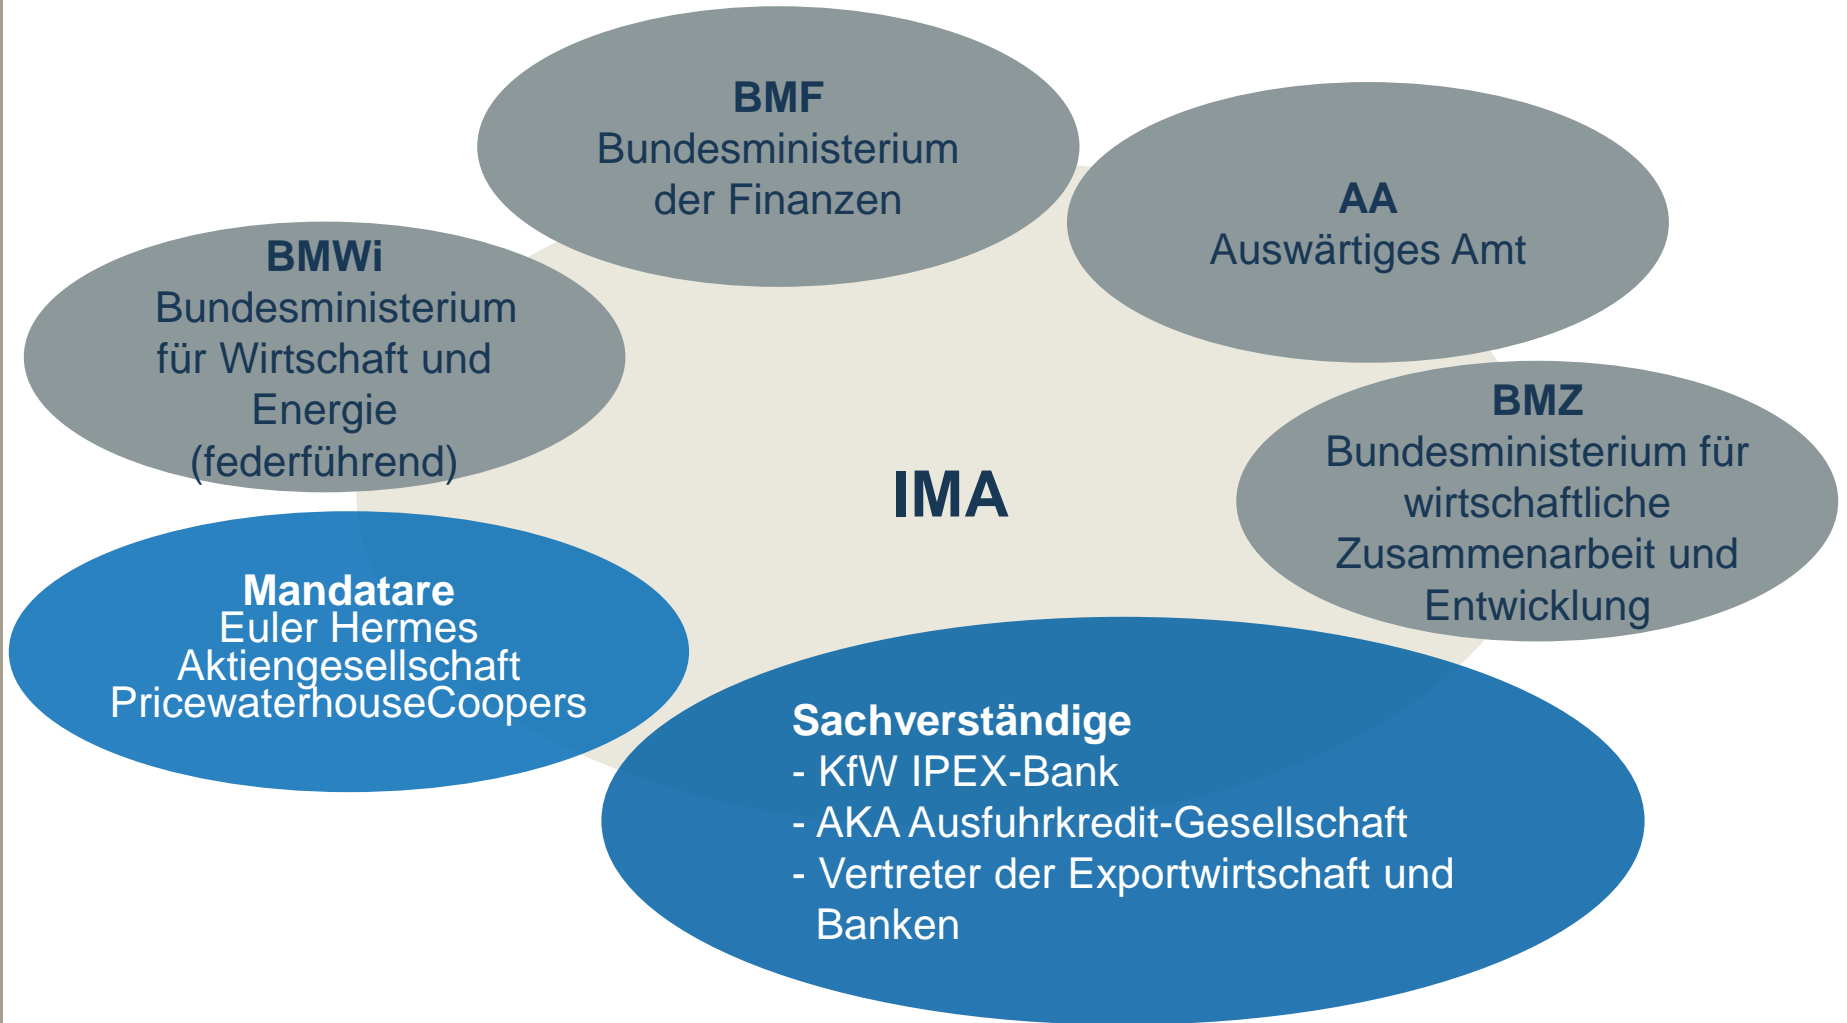 BMF
Bundesministerium
der Finanzen
AA
Auswärtiges Amt
BMWi
Bundesministerium
für Wirtschaft und
Energie
(federführend)
BMZ
Bundesministerium für
wirtschaftliche
Zusammenarbeit und
Entwicklung
IMA
Mandatare
Euler Hermes
Aktiengesellschaft
PricewaterhouseCoopers
Sachverständige
- KfW IPEX-Bank
- AKA Ausfuhrkredit-Gesellschaft
- Vertreter der Exportwirtschaft und
Banken